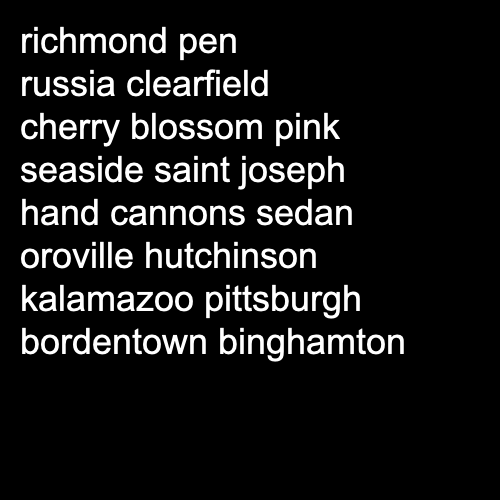 richmond pen
russia clearfield
cherry blossom pink
seaside saint joseph
hand cannons sedan
oroville hutchinson
kalamazoo pittsburgh
bordentown binghamton